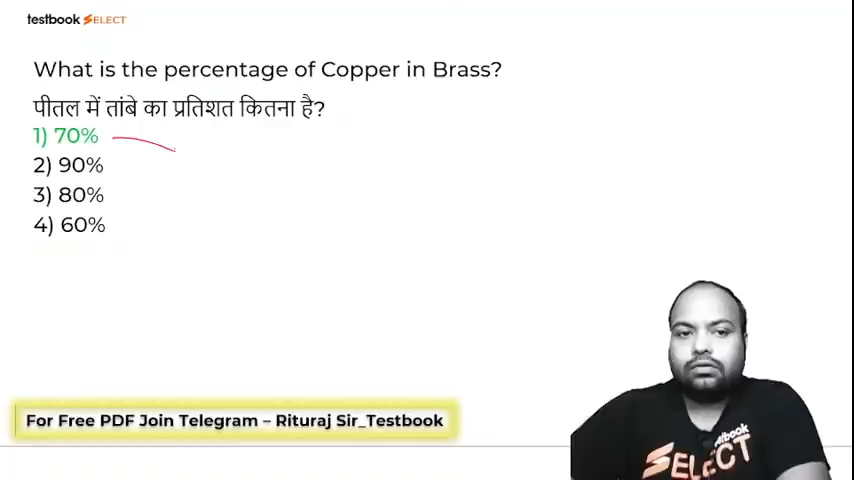 testbook SELECT
What is the percentage of Copper in Brass?
पीतल में तांबे का प्रतिशत कितना है?
1) 70%
2) 90%
3) 80%
4) 60%
For Free PDF Join Telegram – Rituraj Sir_Testbook
testbook
SELECT